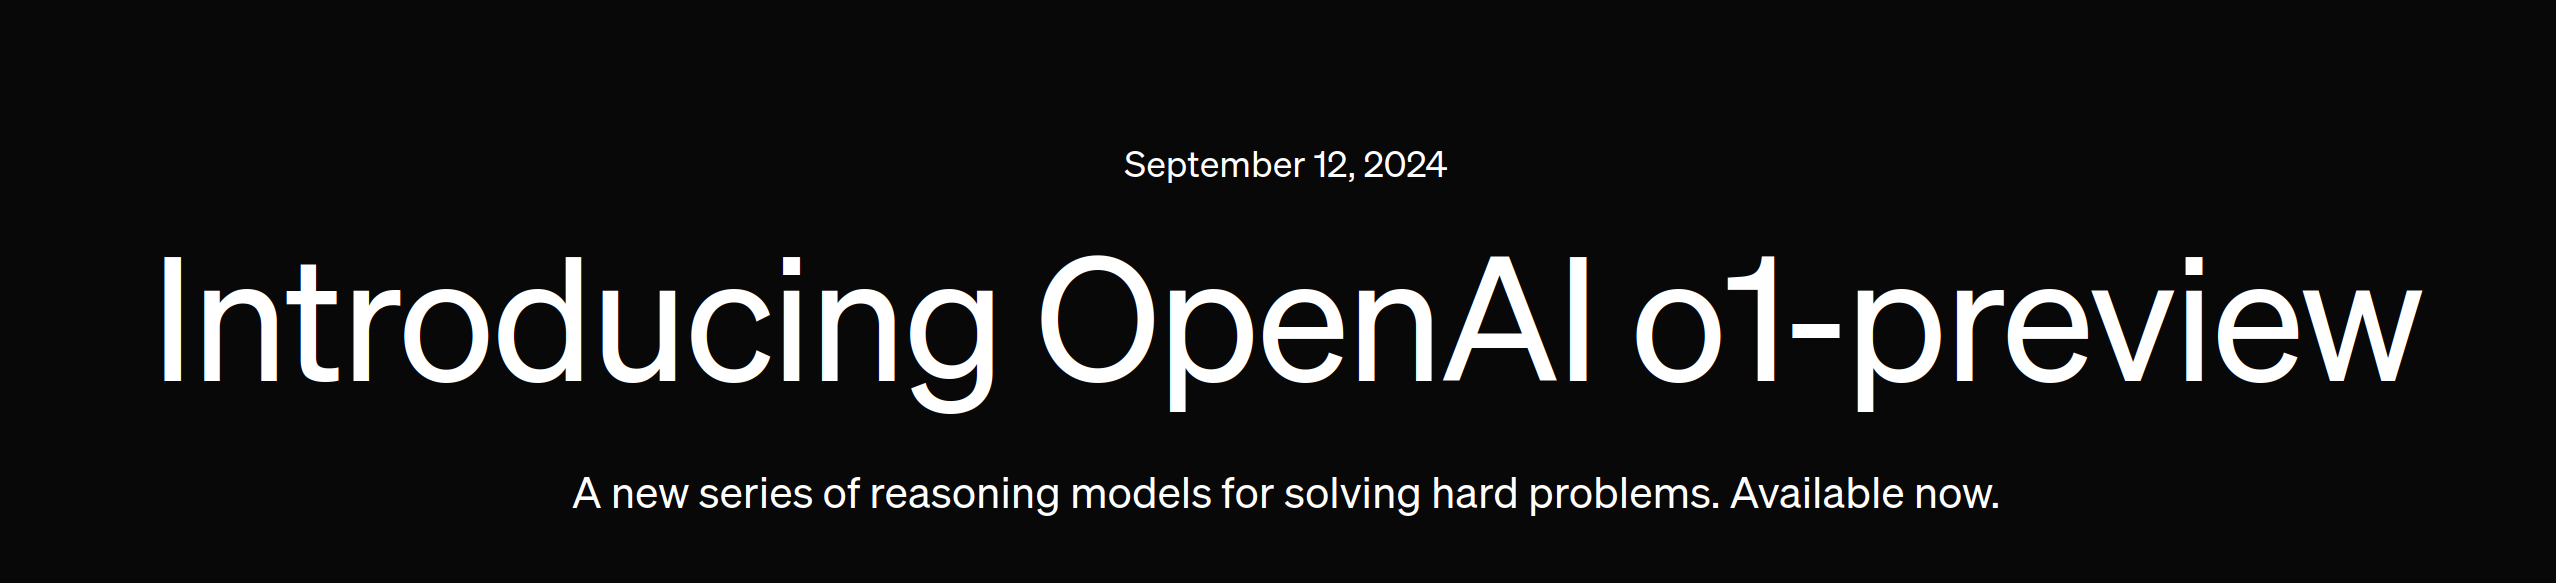 September 12, 2024
Introducing OpenAI o1-preview
A new series of reasoning models for solving hard problems. Available now.